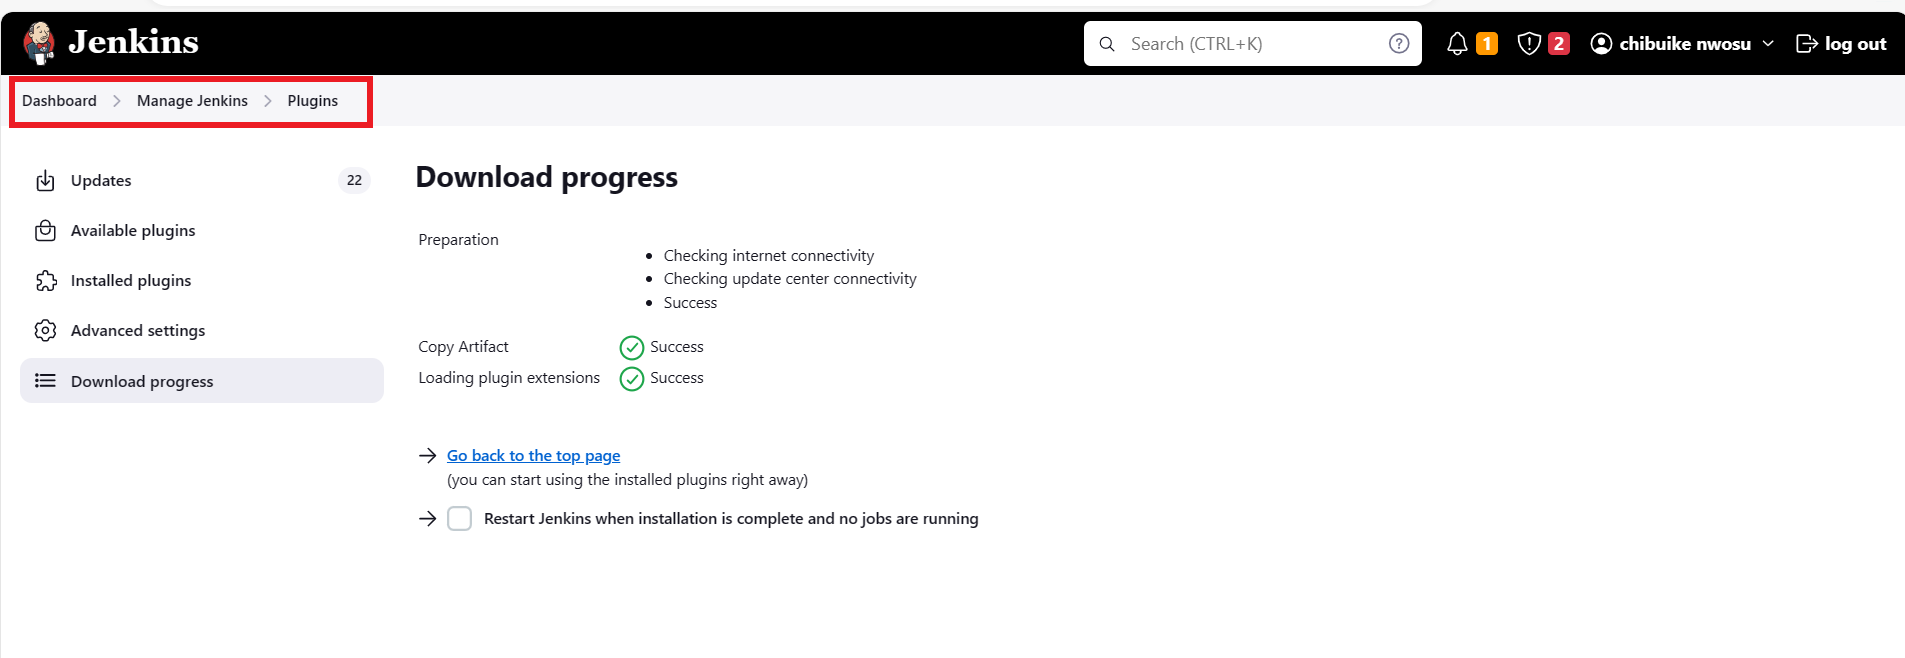 Jenkins
Search (CTRL+K)
1
2
chibuike nwosu
log out
Dashboard
Manage Jenkins
Plugins
Updates
22
Available plugins
Installed plugins
Advanced settings
Download progress
Download progress
Preparation
Checking internet connectivity
Checking update center connectivity
Success
Copy Artifact
Success
Loading plugin extensions
Success
Go back to the top page
(you can start using the installed plugins right away)
Restart Jenkins when installation is complete and no jobs are running